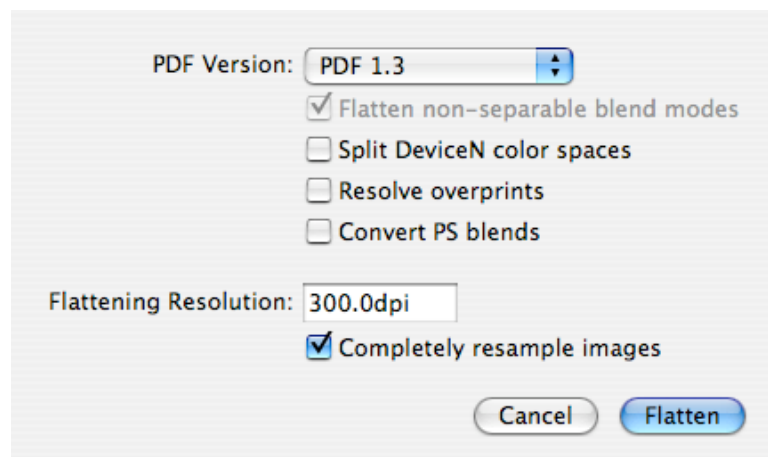 PDF Version: PDF 1.3
Flatten non-separable blend modes
Split DeviceN color spaces
Resolve overprints
Convert PS blends
Flattening Resolution: 300.0dpi
Completely resample images
Cancel Flatten